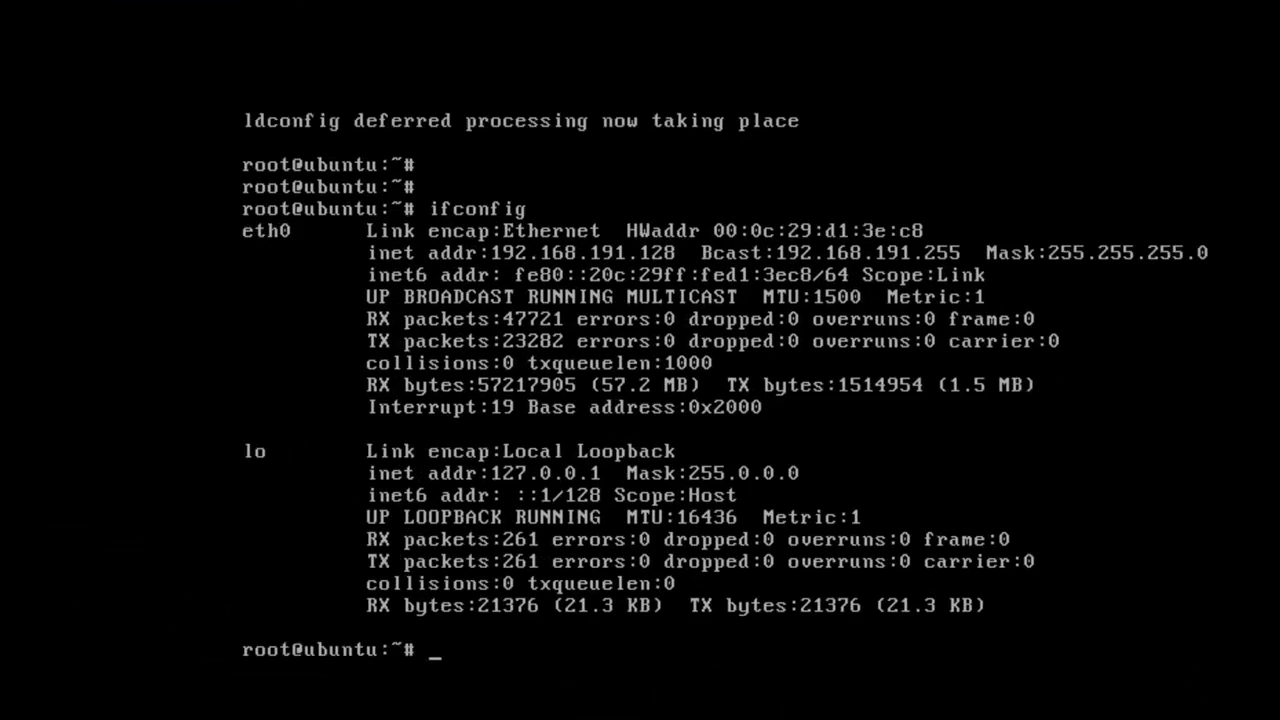 ldconfig deferred processing now taking place
root@ubuntu:~#
root@ubuntu:~#
root@ubuntu:~# ifconfig
eth0 Link encap:Ethernet HWaddr 00:0c:29:d1:3e:c8
inet addr:192.168.191.128 Bcast:192.168.191.255 Mask:255.255.255.0
inet6 addr: fe80::20c:29ff:fed1:3ec8/64 Scope:Link
UP BROADCAST RUNNING MULTICAST MTU:1500 Metric:1
RX packets:47721 errors:0 dropped:0 overruns:0 frame:0
TX packets:23282 errors:0 dropped:0 overruns:0 carrier:0
collisions:0 txqueuelen:1000
RX bytes:57217905 (57.2 MB) TX bytes:1514954 (1.5 MB)
Interrupt:19 Base address:0x2000
lo Link encap:Local Loopback
inet addr:127.0.0.1 Mask:255.0.0.0
inet6 addr: ::1/128 Scope:Host
UP LOOPBACK RUNNING MTU:16436 Metric:1
RX packets:261 errors:0 dropped:0 overruns:0 frame:0
TX packets:261 errors:0 dropped:0 overruns:0 carrier:0
collisions:0 txqueuelen:0
RX bytes:21376 (21.3 KB) TX bytes:21376 (21.3 KB)
root@ubuntu:~# _